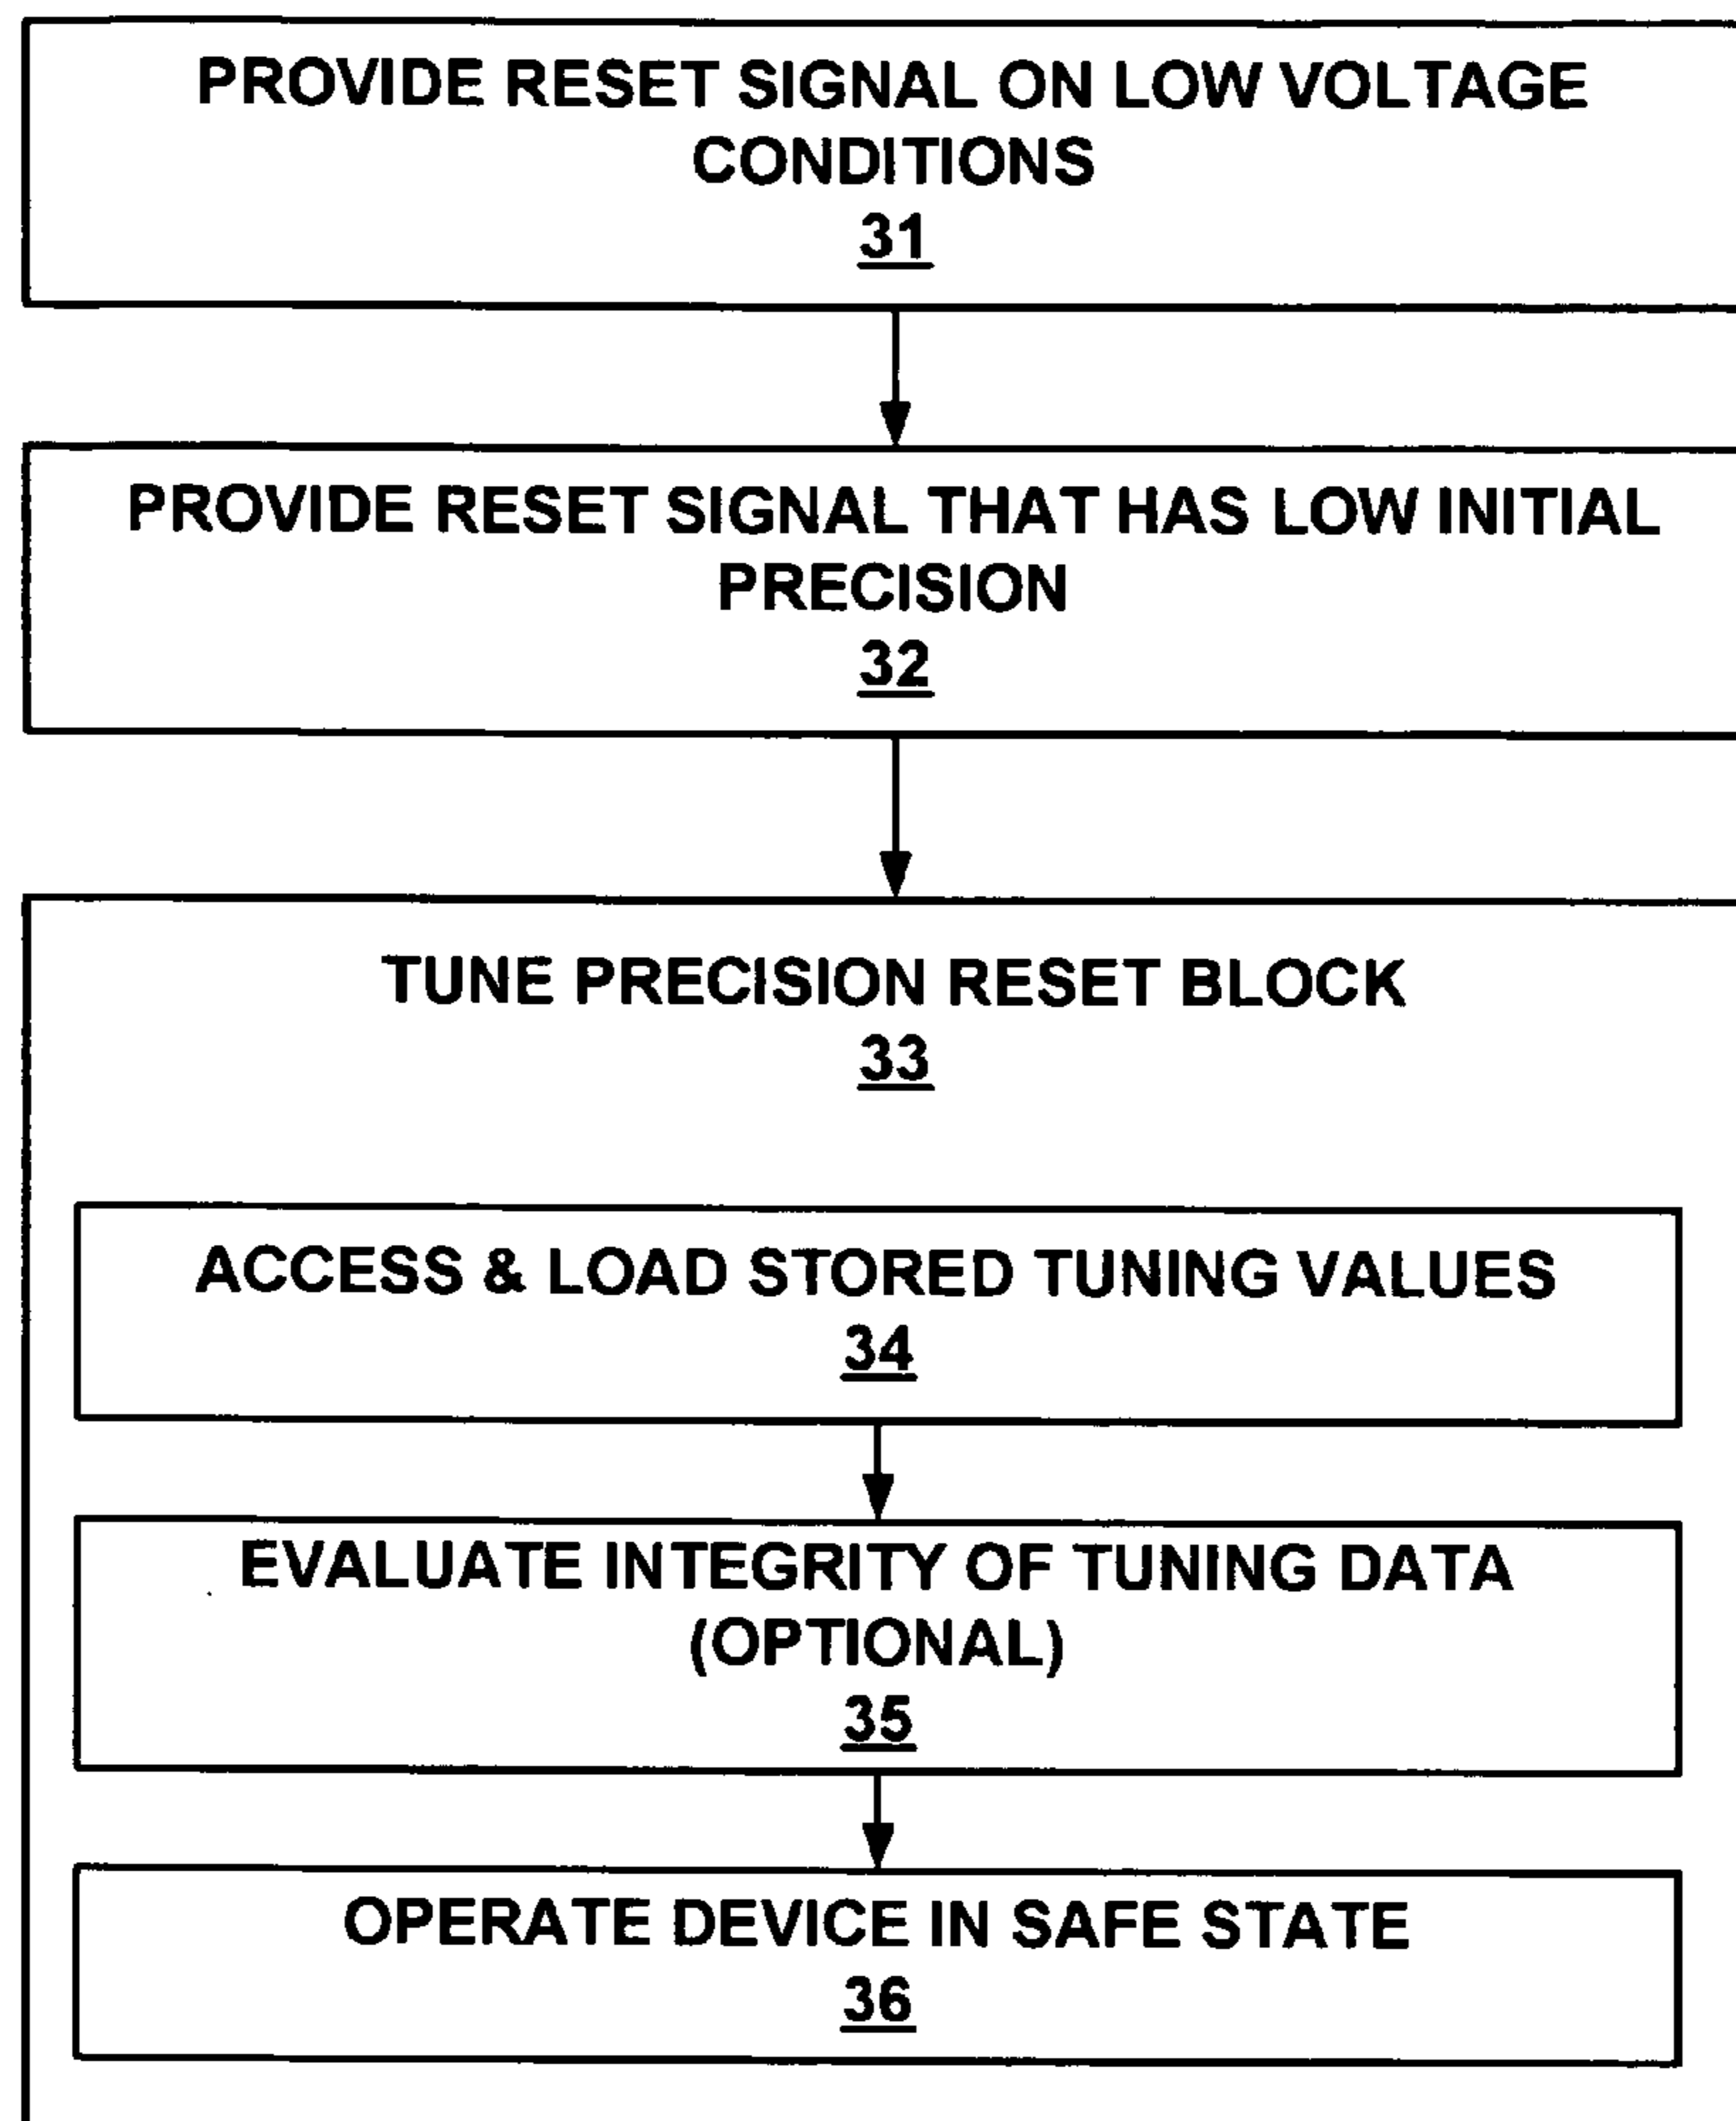 PROVIDE RESET SIGNAL ON LOW VOLTAGE
CONDITIONS
31
PROVIDE RESET SIGNAL THAT HAS LOW INITIAL
PRECISION
32
TUNE PRECISION RESET BLOCK
33
ACCESS & LOAD STORED TUNING VALUES
34
EVALUATE INTEGRITY OF TUNING DATA
(OPTIONAL)
35
OPERATE DEVICE IN SAFE STATE
36